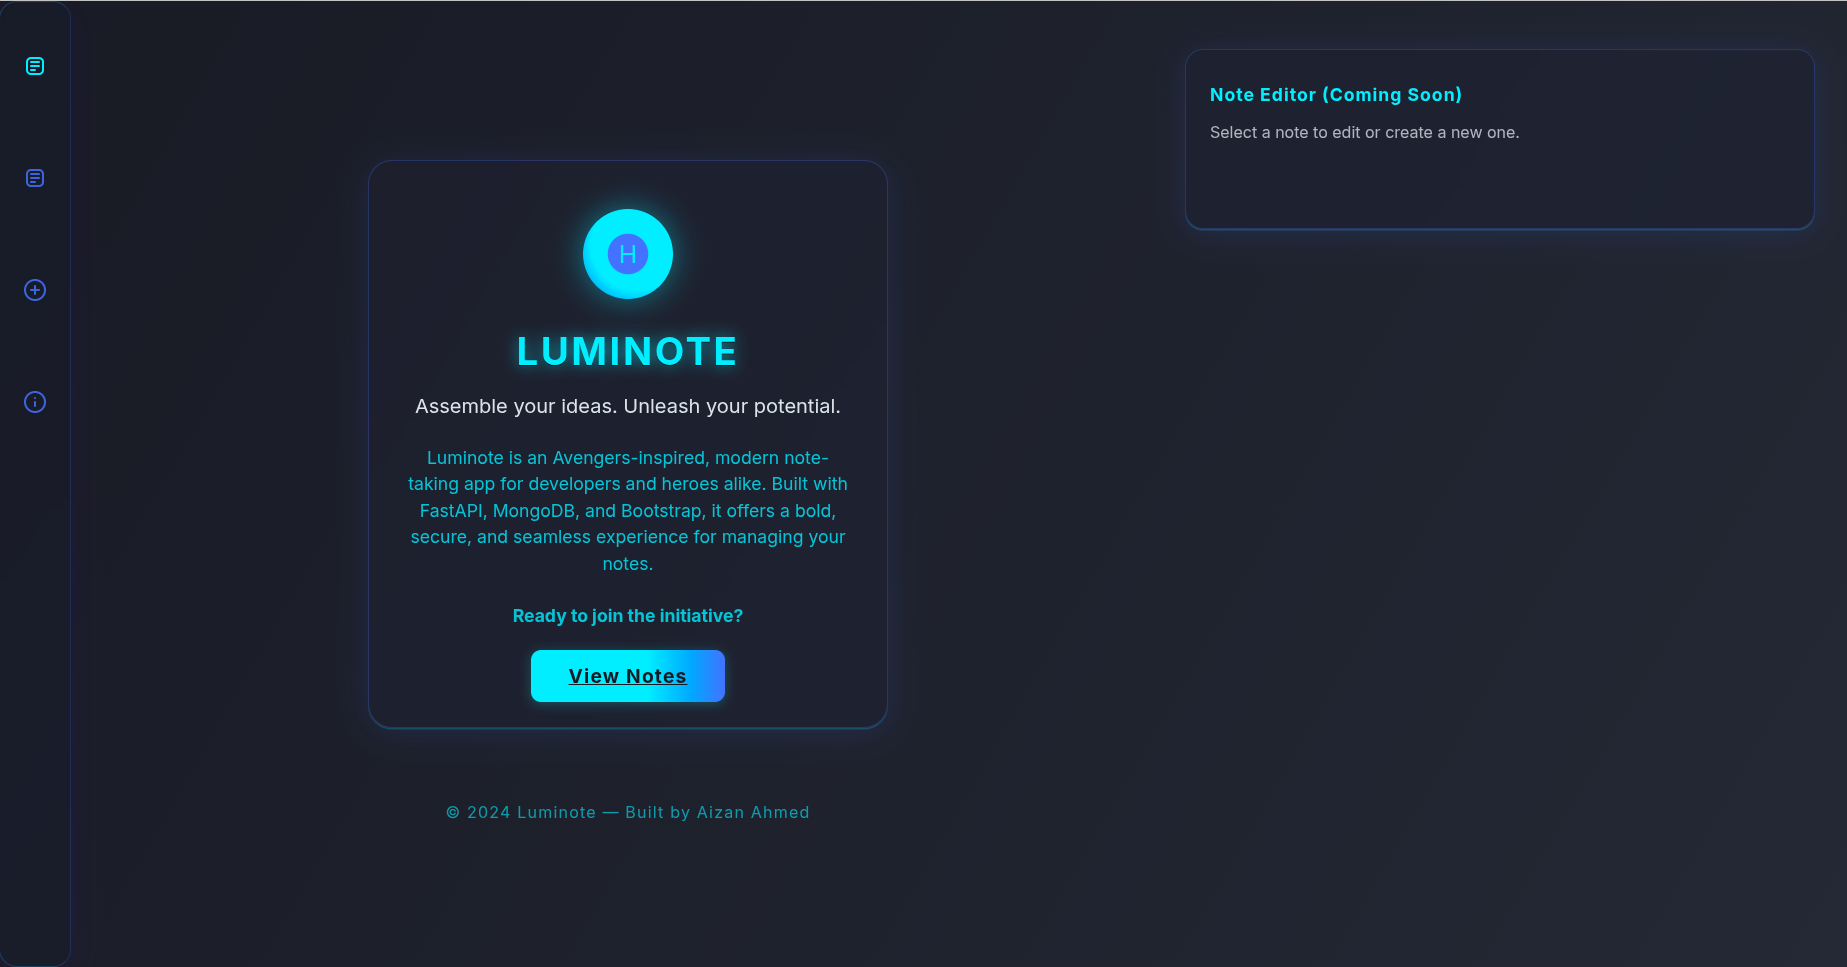 H
LUMINOTE
Assemble your ideas. Unleash your potential.
Luminote is an Avengers-inspired, modern note-
taking app for developers and heroes alike. Built with
FastAPI, MongoDB, and Bootstrap, it offers a bold,
secure, and seamless experience for managing your
notes.
Ready to join the initiative?
View Notes
© 2024 Luminote — Built by Aizan Ahmed
Note Editor (Coming Soon)
Select a note to edit or create a new one.